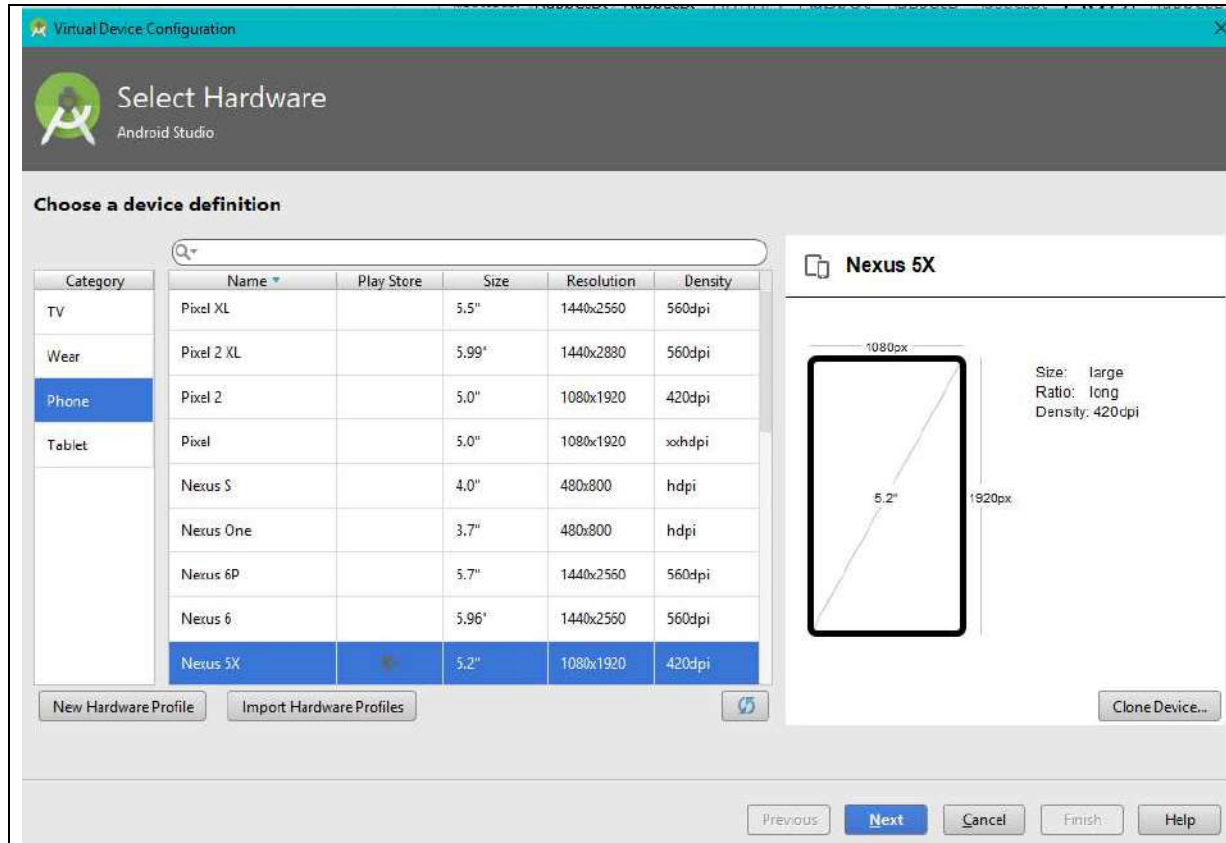 Virtual Device Configuration
Select Hardware
Android Studio
Choose a device definition
Category
TV
Wear
Phone
Tablet
Name Play Store Size Resolution Density
Pixel XL 5.5" 1440x2560 560dpi
Pixel 2 XL 5.99" 1440x2880 560dpi
Pixel 2 5.0" 1080x1920 420dpi
Pixel 5.0" 1080x1920 xxhdpi
Nexus S 4.0" 480x800 hdpi
Nexus One 3.7" 480x800 hdpi
Nexus 6P 5.7" 1440x2560 560dpi
Nexus 6 5.96" 1440x2560 560dpi
Nexus 5X 5.2" 1080x1920 420dpi
New Hardware Profile Import Hardware Profiles
Nexus 5X
1080px
5.2"
1920px
Size: large
Ratio: long
Density: 420dpi
Clone Device...
Previous Next Cancel Finish Help